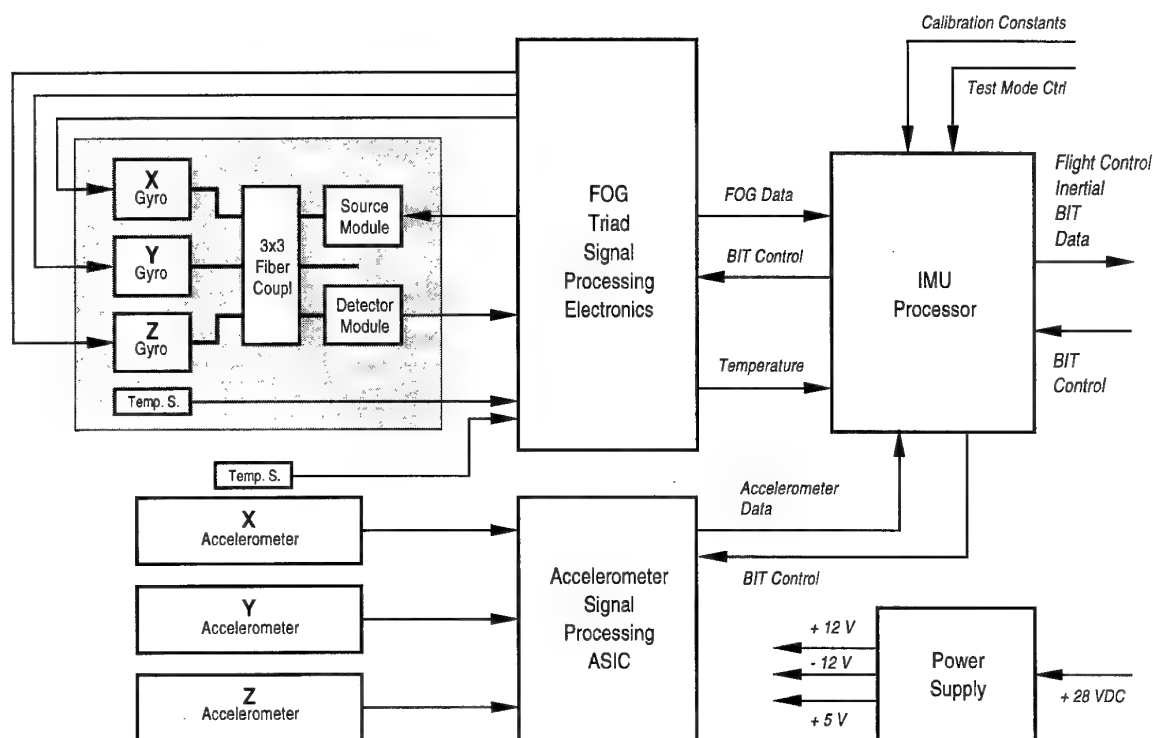 Calibration Constants
Test Mode Ctrl
X
Gyro
Y
Gyro
Z
Gyro
Temp. S.
3x3
Fiber
Coupl
Source
Module
Detector
Module
Temp. S.
FOG
Triad
Signal
Processing
Electronics
FOG Data
BIT Control
Temperature
IMU
Processor
Flight Control
Inertial
BIT
Data
BIT
Control
X
Accelerometer
Y
Accelerometer
Z
Accelerometer
Accelerometer
Signal
Processing
ASIC
Accelerometer
Data
BIT Control
+ 12 V
- 12 V
+ 5 V
Power
Supply
+ 28 VDC